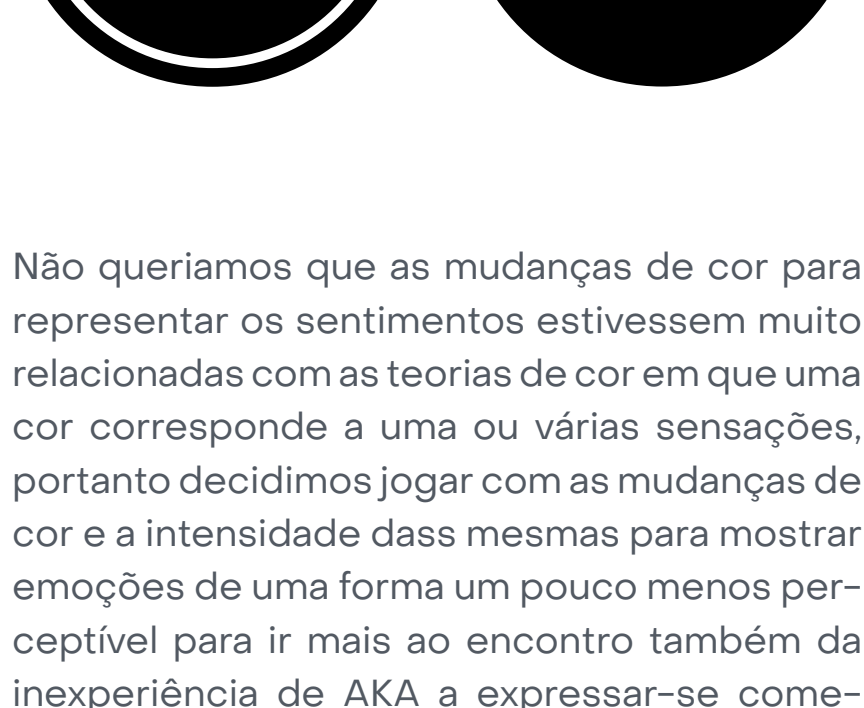 Não queriamos que as mudanças de cor para
representar os sentimentos estivessem muito
relacionadas com as teorias de cor em que uma
cor corresponde a uma ou várias sensações,
portanto decidimos jogar com as mudanças de
cor e a intensidade dass mesmas para mostrar
emoções de uma forma um pouco menos per-
ceptível para ir mais ao encontro também da
inexperiência de AKA a expressar-se come-